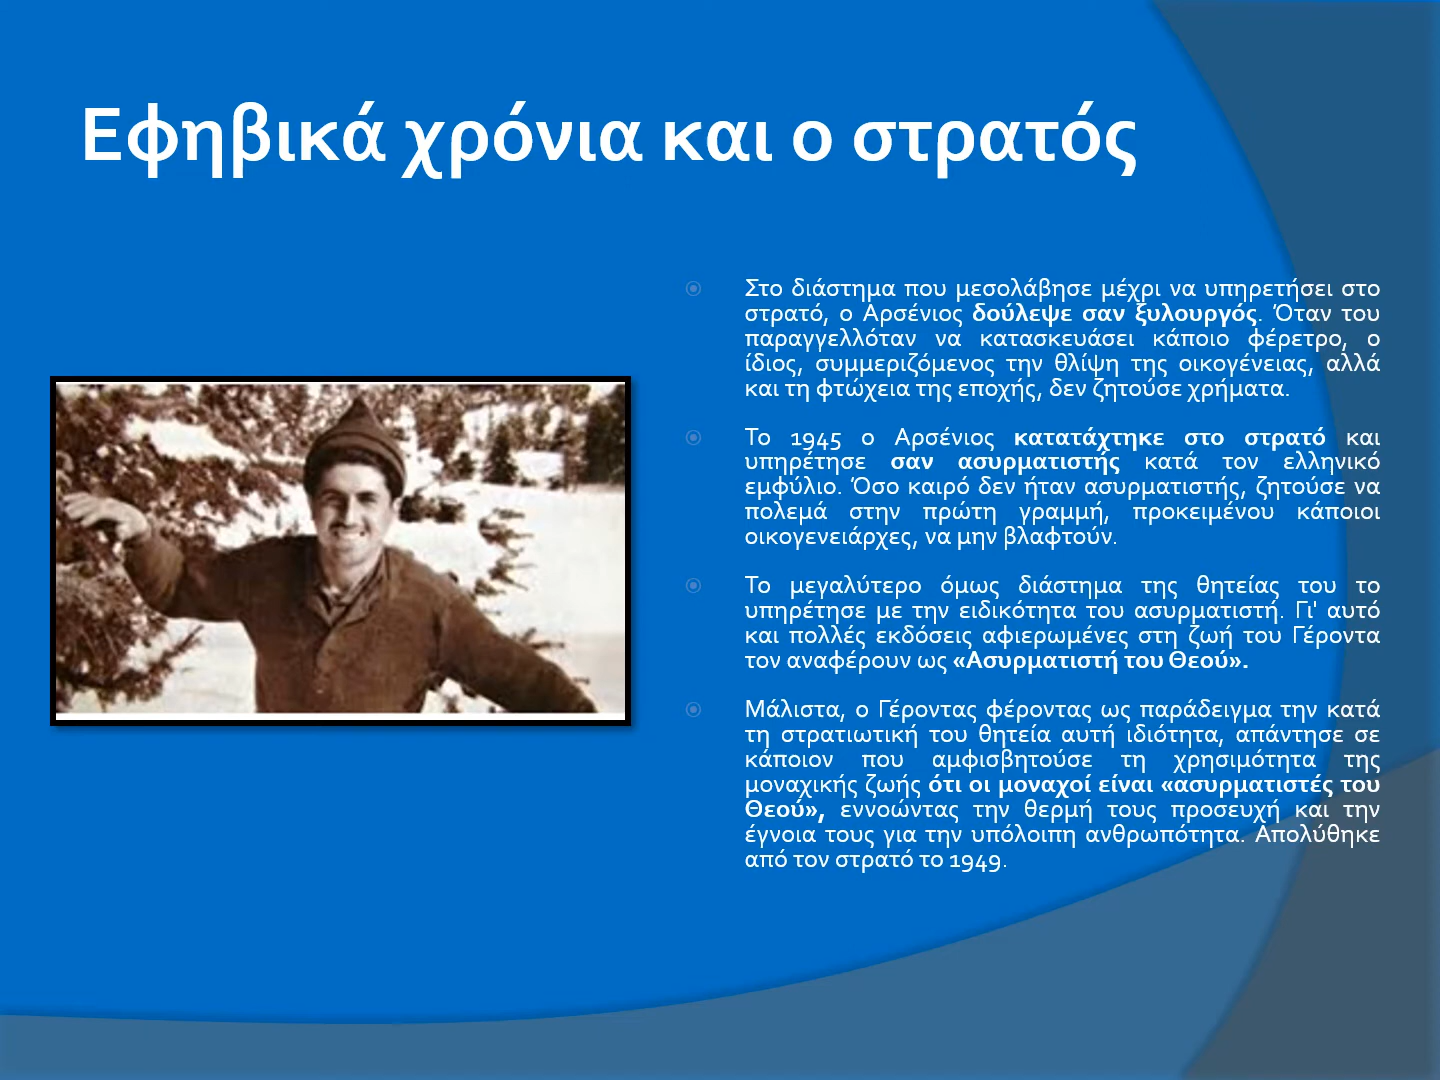 Εφηβικά χρόνια και ο στρατός
Στο διάστημα που μεσολάβησε μέχρι να υπηρετήσει στο
στρατό, ο Αρσένιος δούλεψε σαν ξυλουργός. Όταν του
παραγγελλόταν να κατασκευάσει κάποιο φέρετρο, ο
ίδιος, συμμεριζόμενος την θλίψη της οικογένειας, αλλά
και τη φτώχεια της εποχής, δεν ζητούσε χρήματα.
Το 1945 ο Αρσένιος κατατάχτηκε στο στρατό και
υπηρέτησε σαν ασυρματιστής κατά τον ελληνικό
εμφύλιο. Όσο καιρό δεν ήταν ασυρματιστής, ζητούσε να
πολεμά στην πρώτη γραμμή, προκειμένου κάποιοι
οικογενειάρχες, να μην βλαφτούν.
Το μεγαλύτερο όμως διάστημα της θητείας του το
υπηρέτησε με την ειδικότητα του ασυρματιστή. Γι' αυτό
και πολλές εκδόσεις αφιερωμένες στη ζωή του Γέροντα
τον αναφέρουν ως «Ασυρματιστή του Θεού».
Μάλιστα, ο Γέροντας φέροντας ως παράδειγμα την κατά
τη στρατιωτική του θητεία αυτή ιδιότητα, απάντησε σε
κάποιον που αμφισβητούσε τη χρησιμότητα της
μοναχικής ζωής ότι οι μοναχοί είναι «ασυρματιστές του
Θεού», εννοώντας την θερμή τους προσευχή και την
έγνοια τους για την υπόλοιπη ανθρωπότητα. Απολύθηκε
από τον στρατό το 1949.